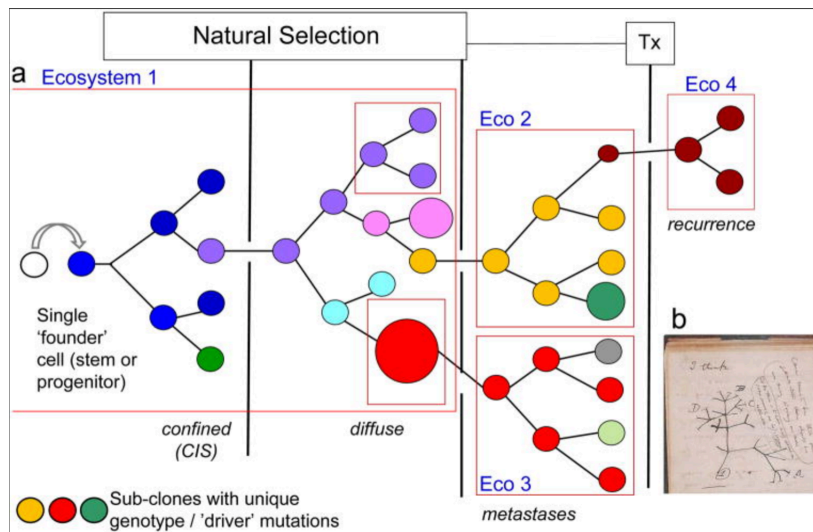 Natural Selection
Tx
a
Ecosystem 1
Eco 2
Eco 4
recurrence
Single
'founder'
cell (stem or
progenitor)
b
I think
confined
(CIS)
diffuse
Eco 3
metastases
Sub-clones with unique
genotype / 'driver' mutations